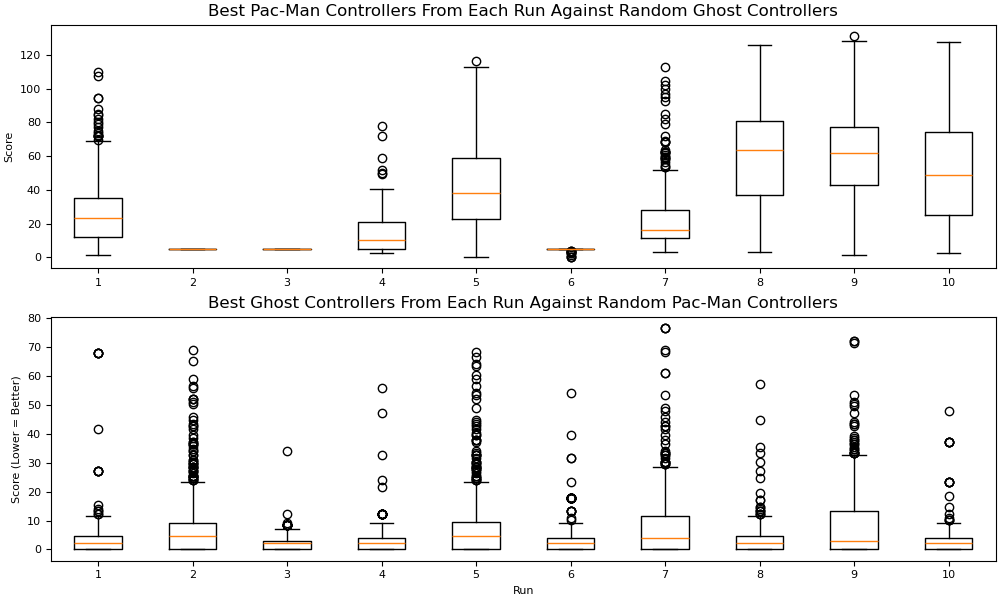 Best Pac-Man Controllers From Each Run Against Random Ghost Controllers
120
100
80
60
40
20
0
Score
1 2 3 4 5 6 7 8 9 10
Best Ghost Controllers From Each Run Against Random Pac-Man Controllers
80
70
60
50
40
30
20
10
0
Score (Lower = Better)
1 2 3 4 5 6 7 8 9 10
Run